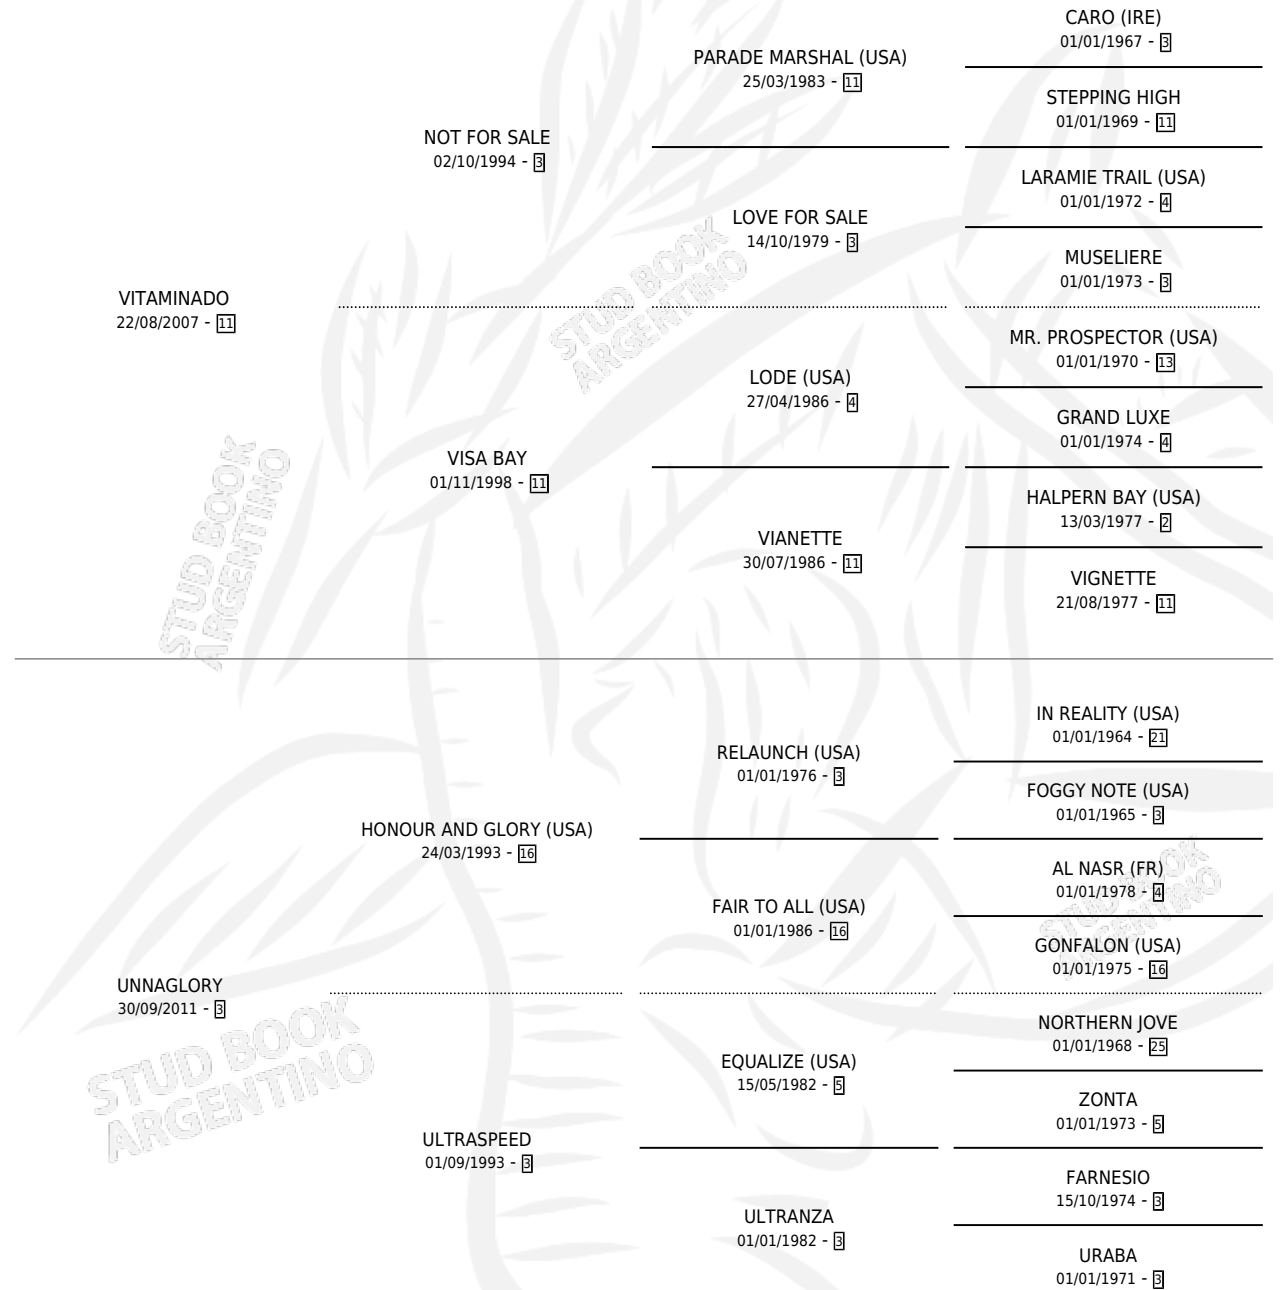 CARO (IRE)
01/01/1967 - 3
PARADE MARSHAL (USA)
25/03/1983 - 11
STEPPING HIGH
01/01/1969 - 11
NOT FOR SALE
02/10/1994 - 3
LARAMIE TRAIL (USA)
01/01/1972 - 4
LOVE FOR SALE
14/10/1979 - 3
MUSELIERE
01/01/1973 - 3
VITAMINADO
22/08/2007 - 11
MR. PROSPECTOR (USA)
01/01/1970 - 13
LODE (USA)
27/04/1986 - 4
GRAND LUXE
01/01/1974 - 4
VISA BAY
01/11/1998 - 11
HALPERN BAY (USA)
13/03/1977 - 2
VIANETTE
30/07/1986 - 11
VIGNETTE
21/08/1977 - 11
STUD BOOK
ARGENTINO
STUD BOOK
ARGENTINO
IN REALITY (USA)
01/01/1964 - 21
RELAUNCH (USA)
01/01/1976 - 3
FOGGY NOTE (USA)
01/01/1965 - 3
HONOUR AND GLORY (USA)
24/03/1993 - 16
AL NASR (FR)
01/01/1978 - 4
FAIR TO ALL (USA)
01/01/1986 - 16
GONFALON (USA)
01/01/1975 - 16
UNNAGLORY
30/09/2011 - 3
NORTHERN JOVE
01/01/1968 - 25
EQUALIZE (USA)
15/05/1982 - 5
ZONTA
01/01/1973 - 5
ULTRASPEED
01/09/1993 - 3
FARNESIO
15/10/1974 - 3
ULTRANZA
01/01/1982 - 3
URABA
01/01/1971 - 3
STUD BOOK
ARGENTINO
STUD BOOK
ARGENTINO